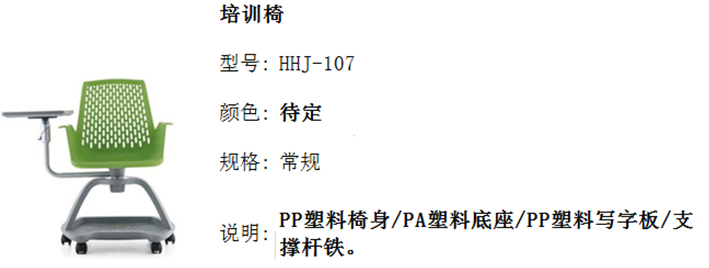 培训椅
型号: HHJ-107
颜色: 待定
规格: 常规
说明: PP塑料椅身/PA塑料底座/PP塑料写字板/支
撑杆铁。